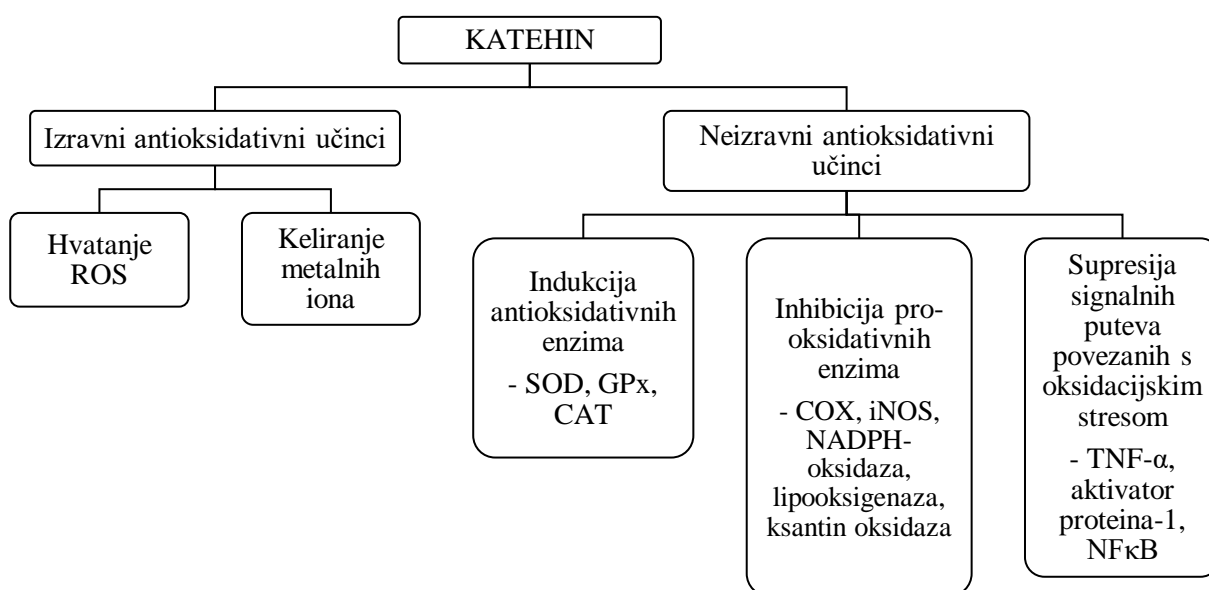 KATEHIN
Izravni antioksidativni učinci
Neizravni antioksidativni
učinci
Hvatanje
ROS
Keliranje
metalnih
iona
Indukcija
antioksidativnih
enzima
- SOD, GPx,
CAT
Inhibicija pro-
oksidativnih
enzima
- COX, iNOS,
NADPH-
oksidaza,
lipooksigenaza,
ksantin oksidaza
Supresija
signalnih
puteva
povezanih s
oksidacijskim
stresom
- TNF-α,
aktivator
proteina-1,
NFκB